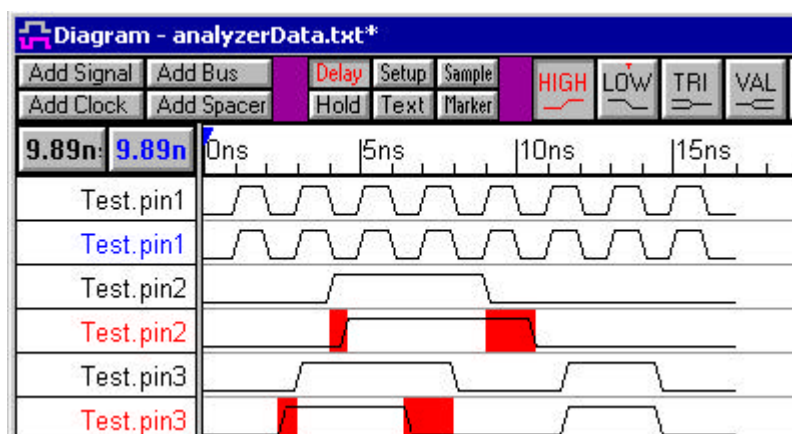 Diagram - analyzerData.txt*
Add Signal Add Bus Delay Setup Sample HIGH LOW TRI VAL
Add Clock Add Spacer Hold Text Marker
9.89n 9.89n 0ns 5ns 10ns 15ns
Test.pin1
Test.pin1
Test.pin2
Test.pin2
Test.pin3
Test.pin3